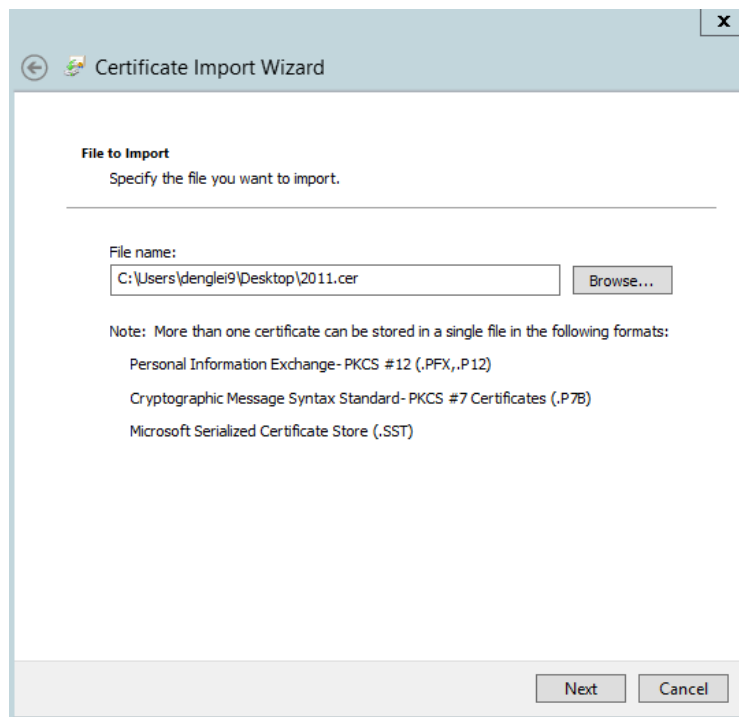 x
Certificate Import Wizard
File to Import
Specify the file you want to import.
File name:
C:\Users\denglei9\Desktop\2011.cer
Browse...
Note: More than one certificate can be stored in a single file in the following formats:
Personal Information Exchange- PKCS #12 (.PFX,.P12)
Cryptographic Message Syntax Standard- PKCS #7 Certificates (.P7B)
Microsoft Serialized Certificate Store (.SST)
Next Cancel